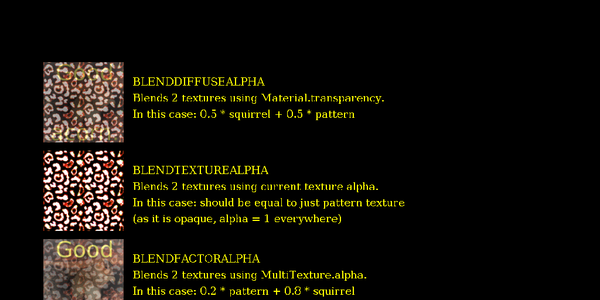 BLENDDIFFUSEALPHA
Blends 2 textures using Material.transparency.
In this case: 0.5 * squirrel + 0.5 * pattern
BLENDTEXTUREALPHA
Blends 2 textures using current texture alpha.
In this case: should be equal to just pattern texture
(as it is opaque, alpha = 1 everywhere)
Good
BLENDFACTORALPHA
Blends 2 textures using MultiTexture.alpha.
In this case: 0.2 * pattern + 0.8 * squirrel